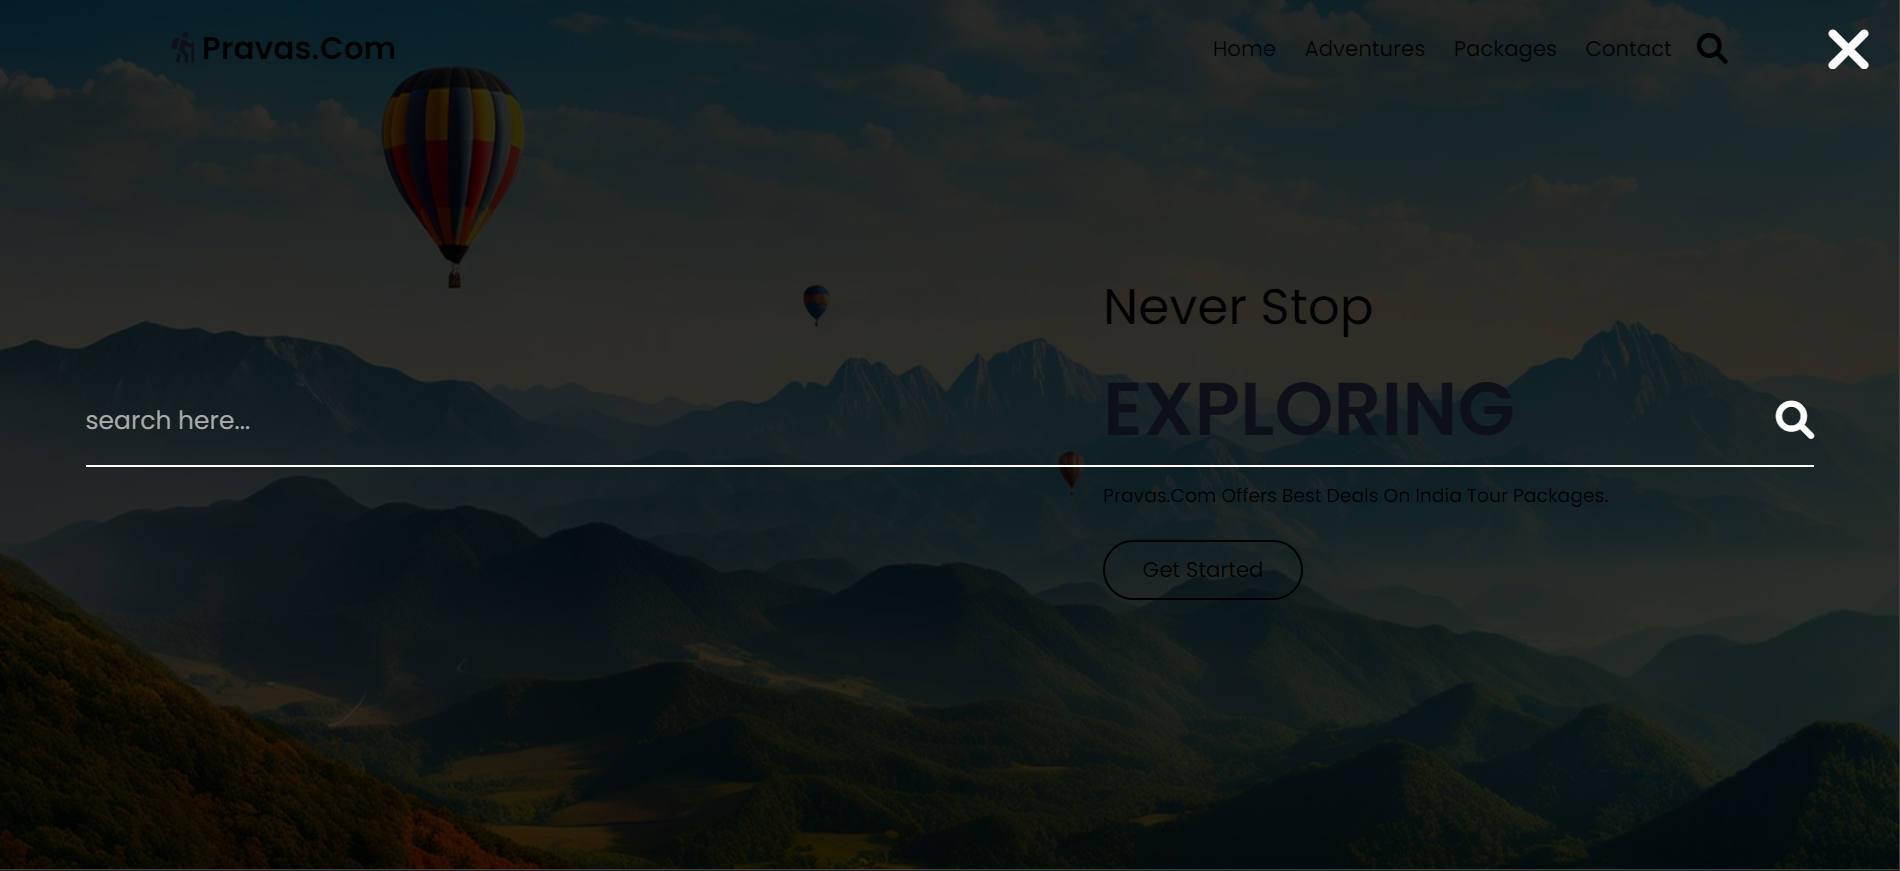 Pravas.Com
Home Adventures Packages Contact
Never Stop
EXPLORING
search here...
Pravas.Com Offers Best Deals On India Tour Packages.
Get Started